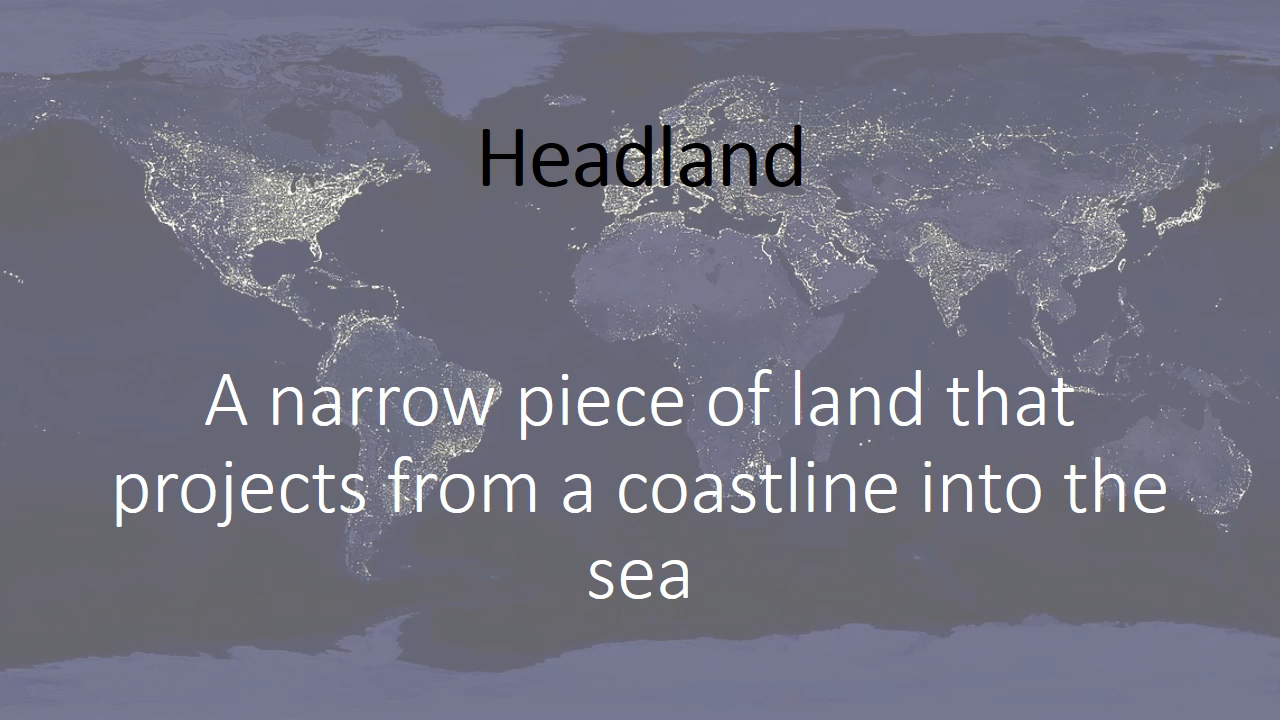 Headland
A narrow piece of land that
projects from a coastline into the
sea